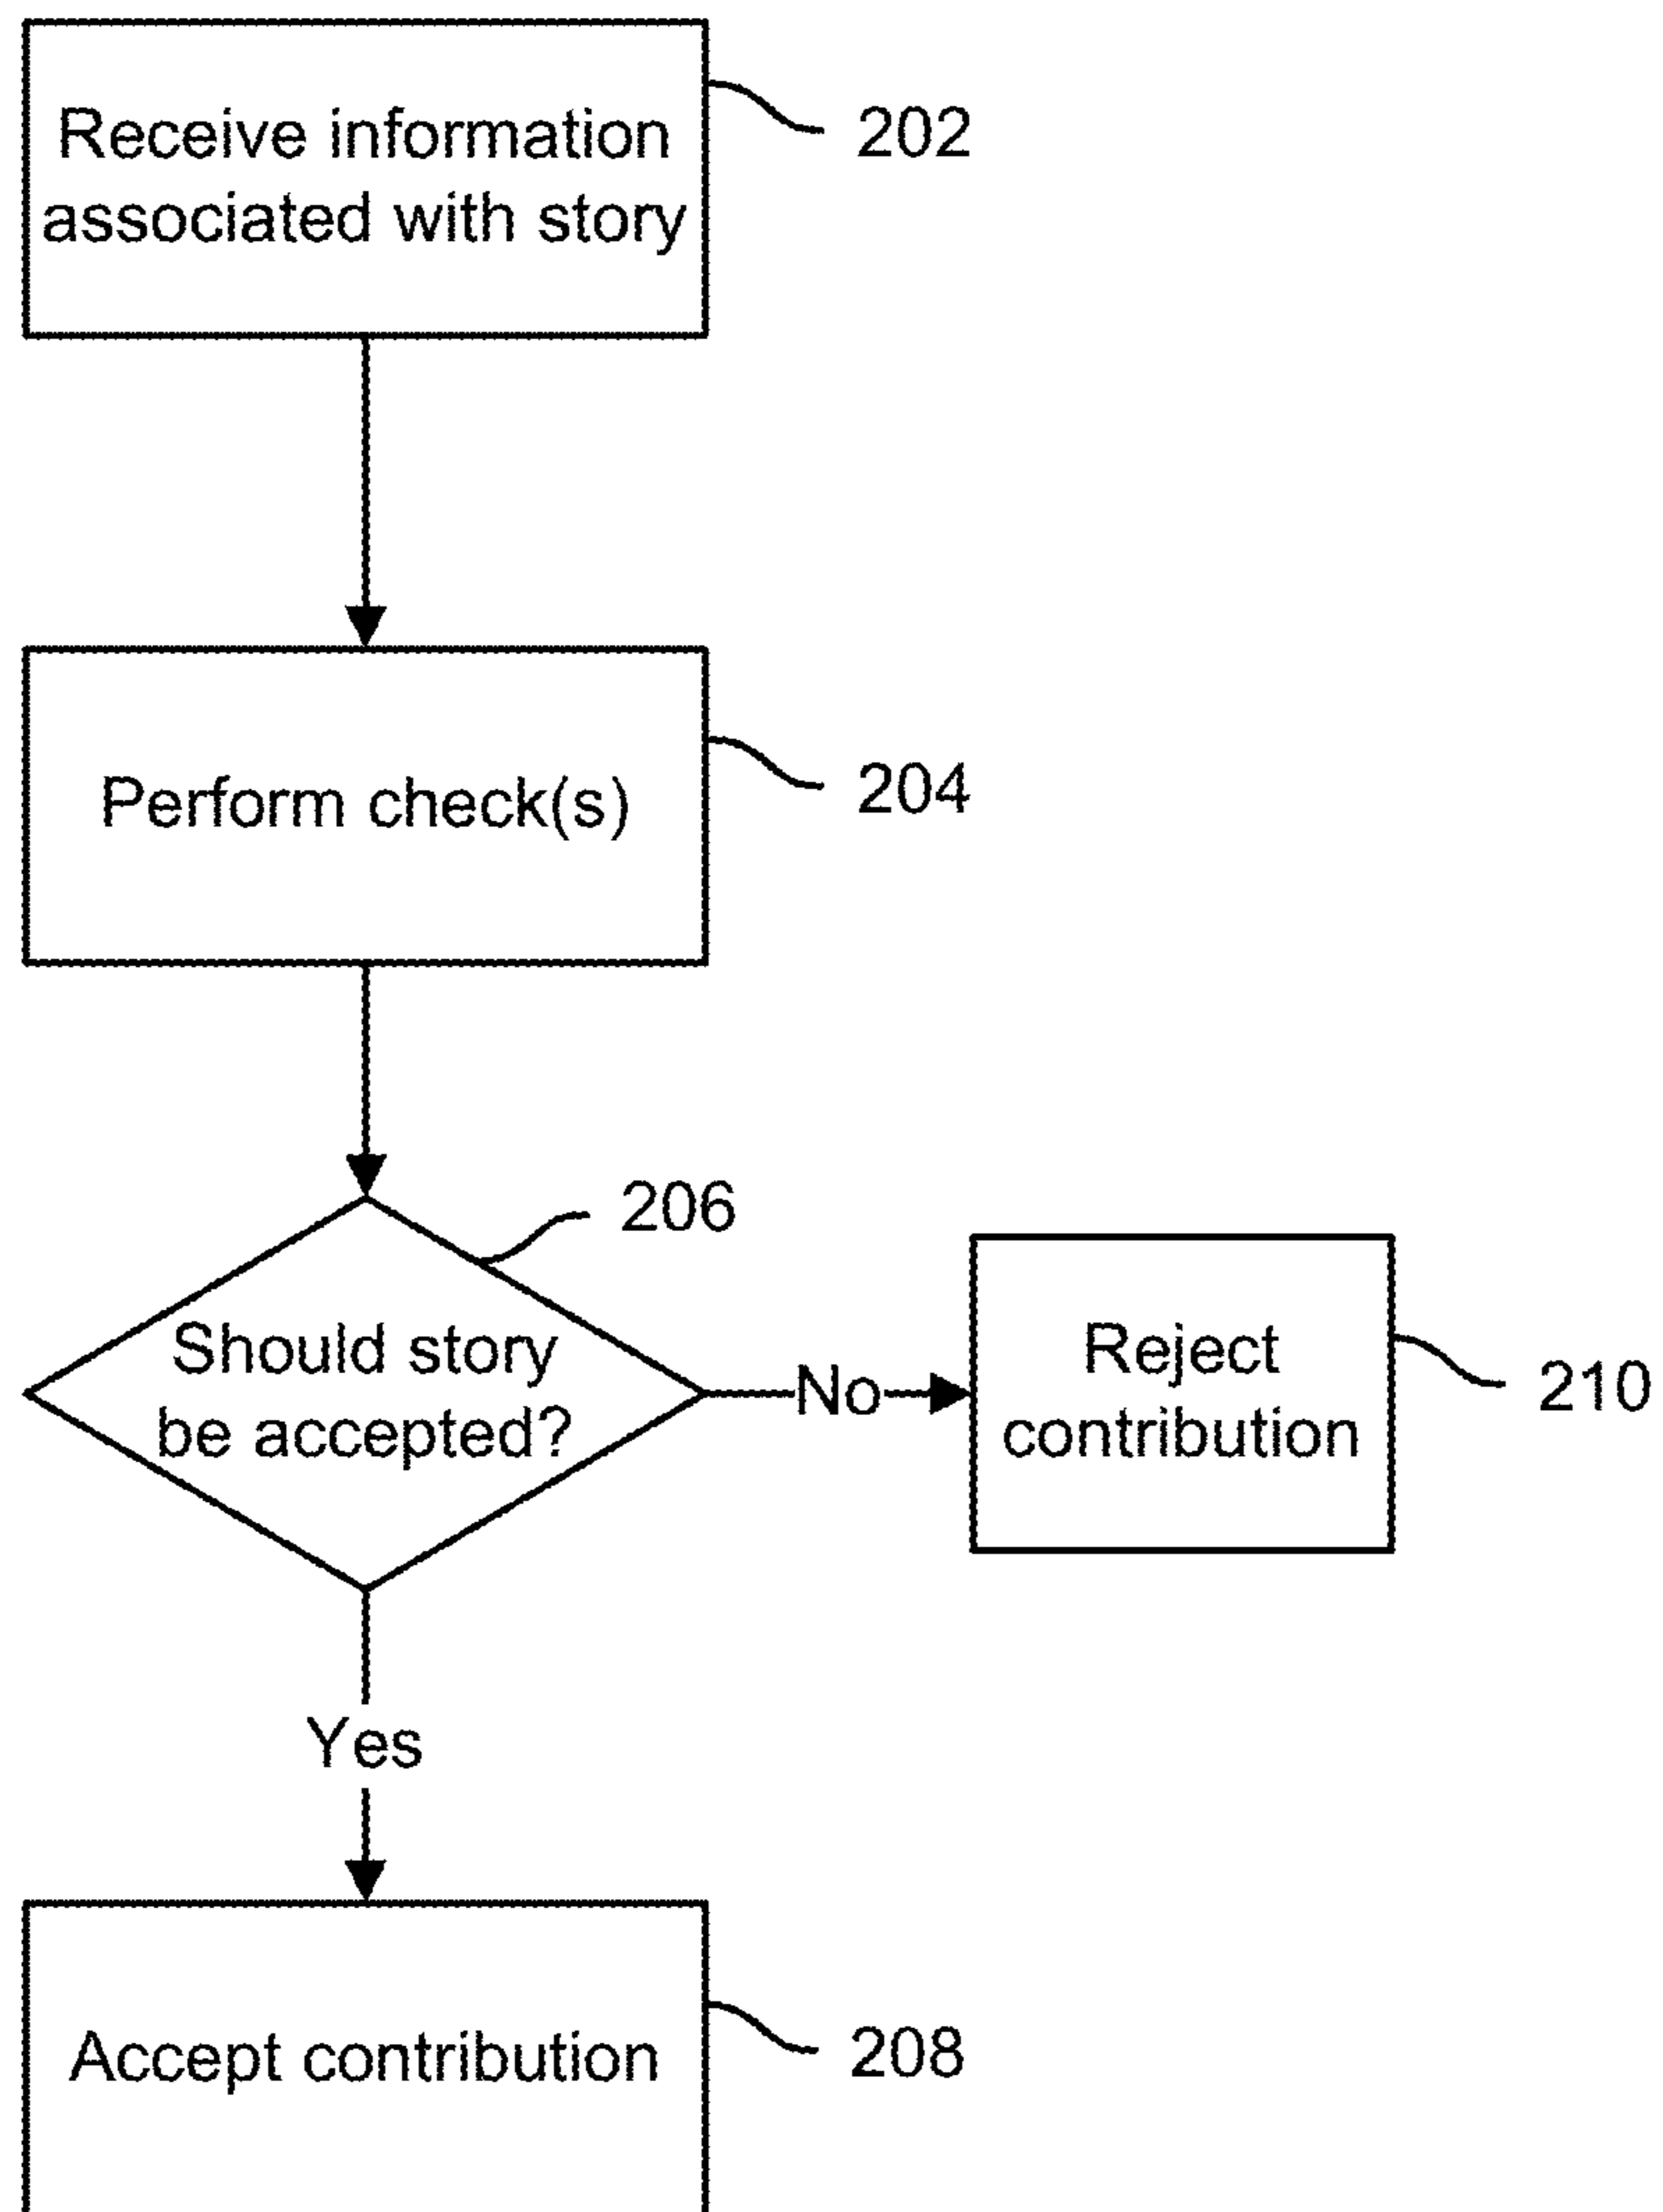 Receive information
associated with story
202
Perform check(s)
204
206
Should story
be accepted?
No
Reject
contribution
210
Yes
Accept contribution
208